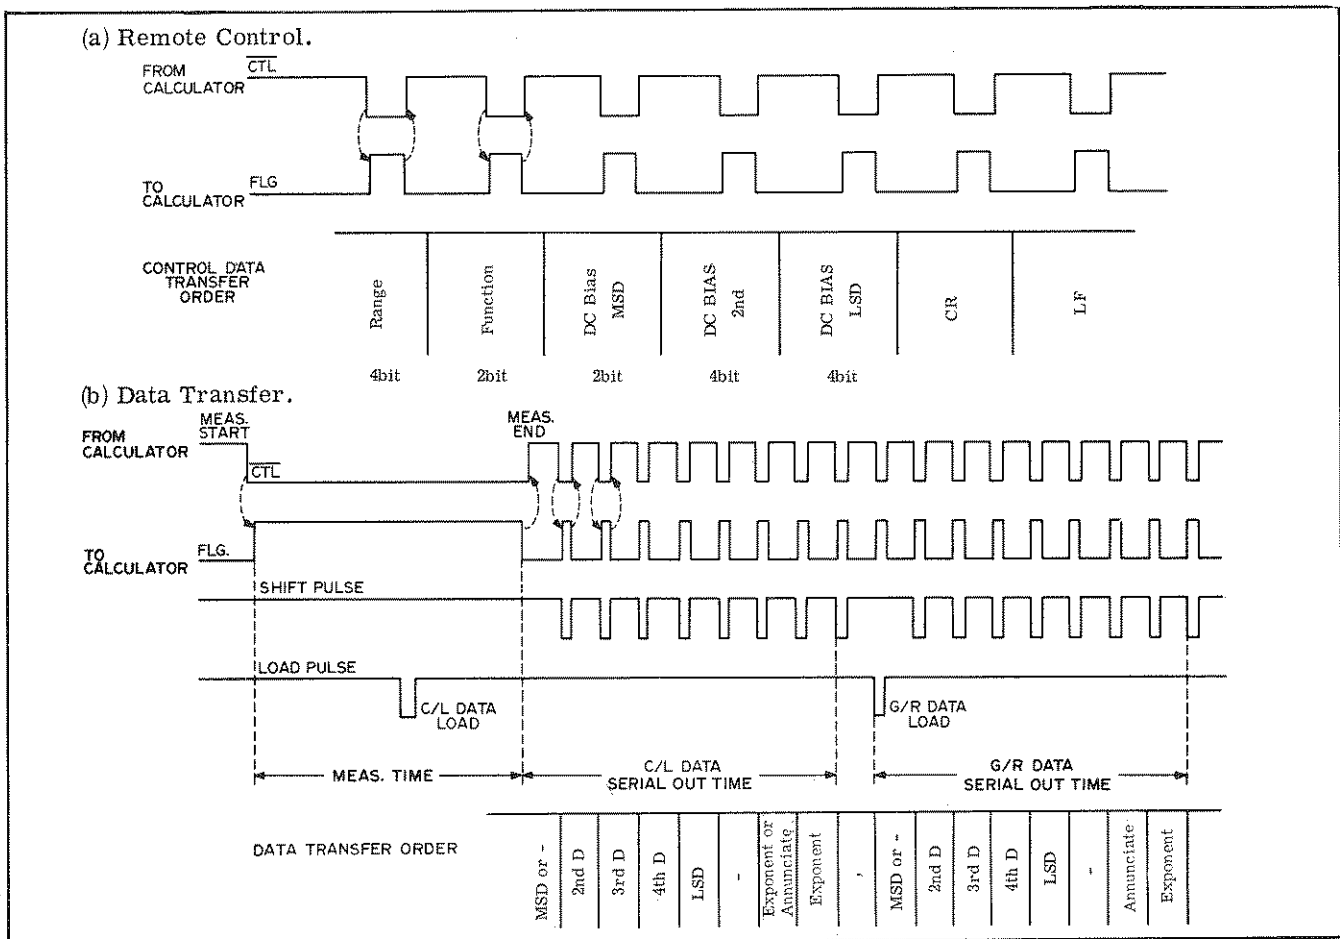 (a) Remote Control.
FROM CALCULATOR
CTL
TO CALCULATOR
FLG
CONTROL DATA
TRANSFER
ORDER
Range
Function
DC Bias
MSD
DC BIAS
2nd
DC BIAS
LSD
CR
LF
4bit
2bit
2bit
4bit
4bit
(b) Data Transfer.
MEAS.
START
MEAS.
END
FROM
CALCULATOR
CTL
TO
CALCULATOR
FLG.
SHIFT PULSE
LOAD PULSE
C/L DATA
LOAD
G/R DATA
LOAD
MEAS. TIME
C/L DATA
SERIAL OUT TIME
G/R DATA
SERIAL OUT TIME
DATA TRANSFER ORDER
MSD or -
2nd D
3rd D
4th D
LSD
-
Exponent or
Annunciate
Exponent
,
MSD or -
2nd D
3rd D
4th D
LSD
-
Annunciate
Exponent